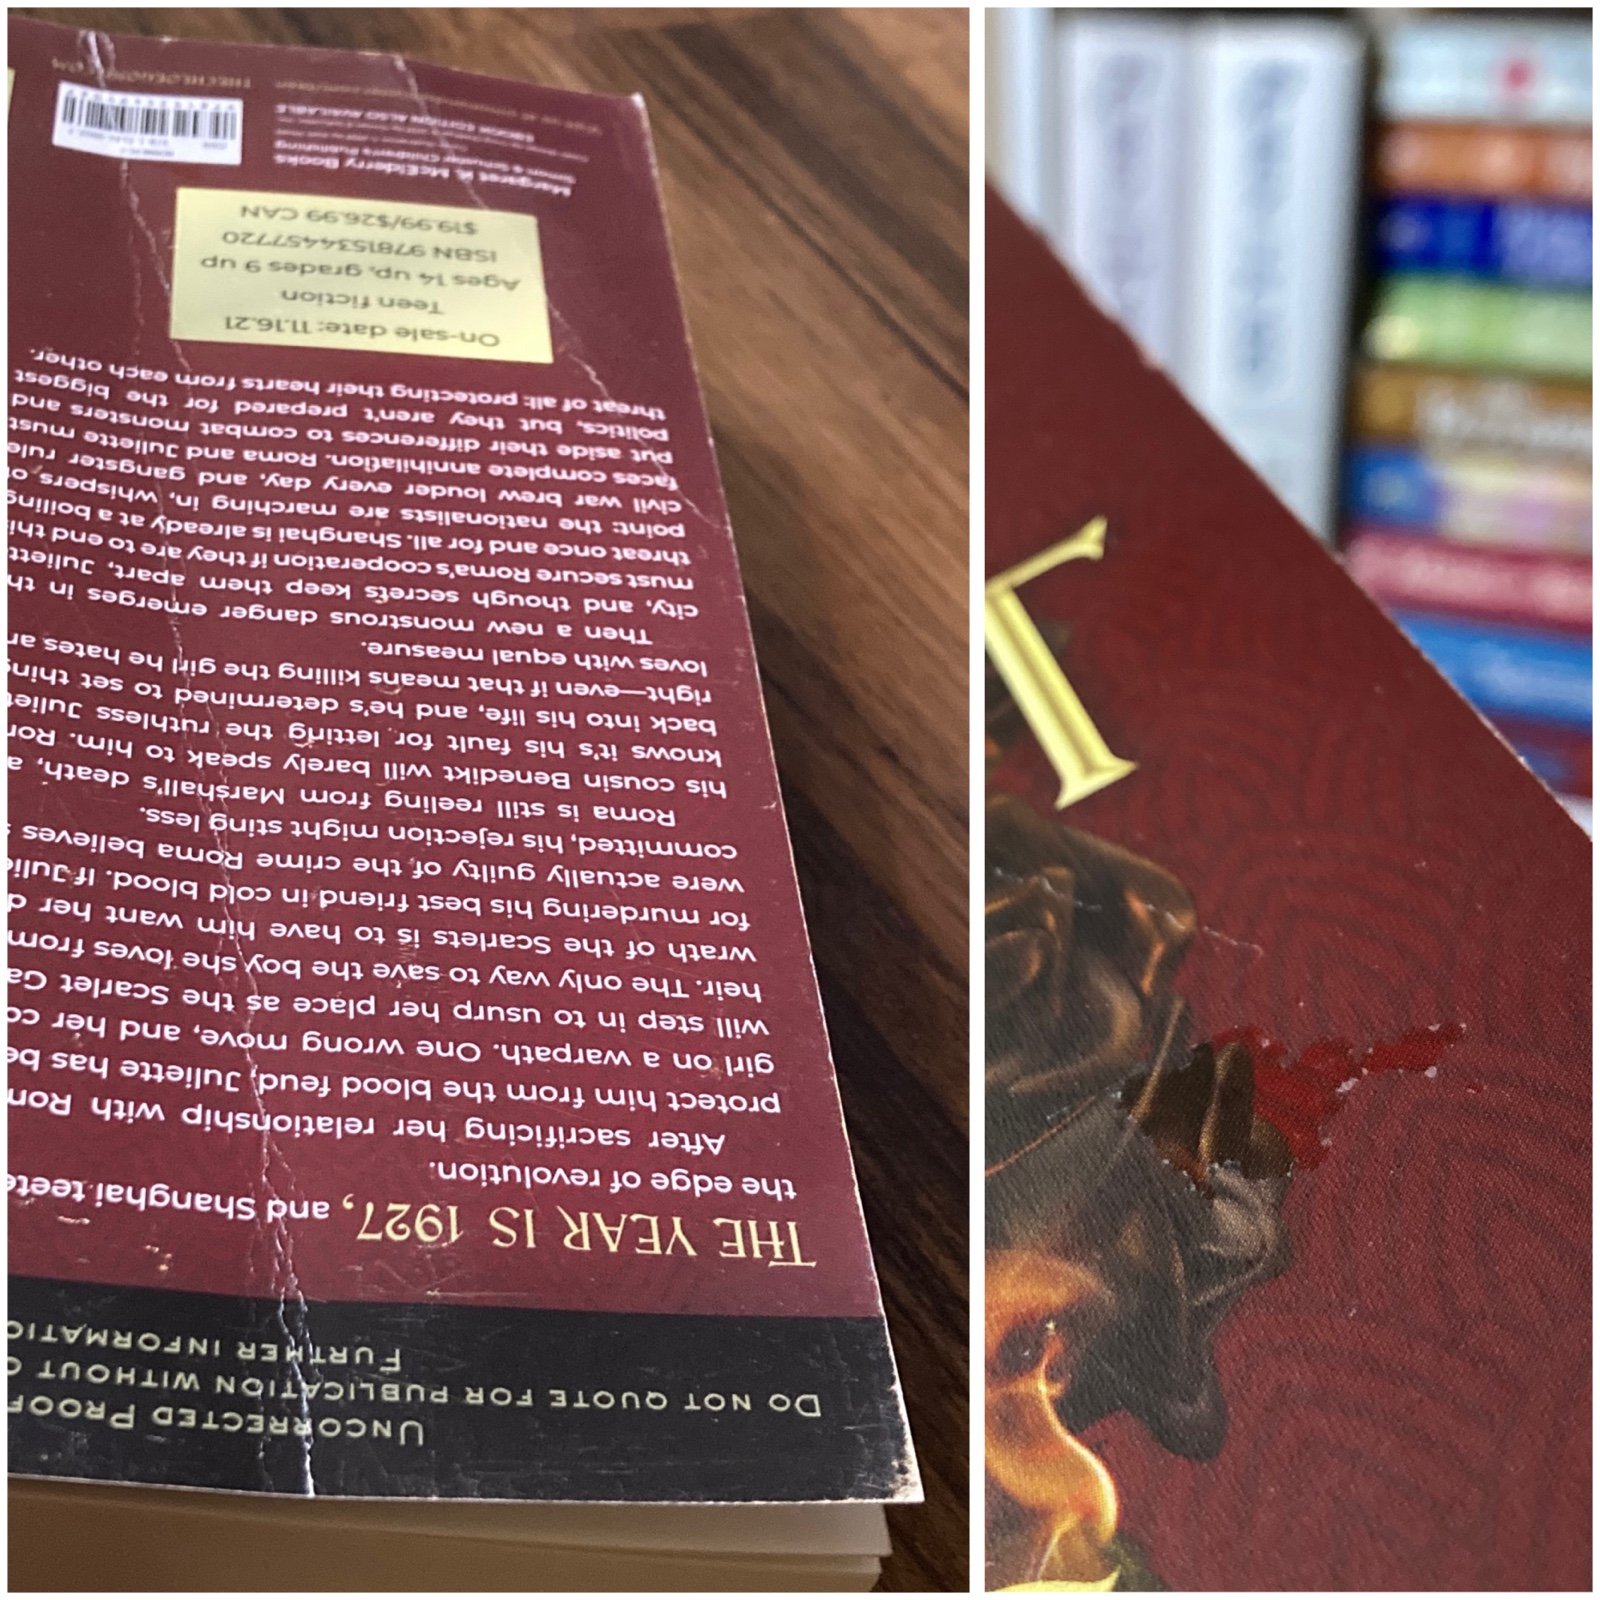 UNCORRECTED PROOF
DO NOT QUOTE FOR PUBLICATION WITHOUT
FURTHER INFORMATIO
THE YEAR IS 1927, and Shanghai teete
the edge of revolution.
After sacrificing her relationship with Rom
protect him from the blood feud, Juliette has be
girl on a warpath. One wrong move, and her co
will step in to usurp her place as the Scarlet Ga
heir. The only way to save the boy she loves from
wrath of the Scarlets is to have him want her d
for murdering his best friend in cold blood. If Julie
were actually guilty of the crime Roma believes s
committed, his rejection might sting less.
Roma is still reeling from Marshall's death, a
his cousin Benedikt will barely speak to him. Rom
knows it's his fault for letting the ruthless Juliet
back into his life, and he's determined to set thing
right—even if that means killing the girl he hates an
loves with equal measure.
Then a new monstrous danger emerges in th
city, and though secrets keep them apart, Juliett
must secure Roma's cooperation if they are to end thi
threat once and for all. Shanghai is already at a boiling
point: the nationalists are marching in, whispers o
civil war brew louder every day, and gangster rule
faces complete annihilation. Roma and Juliette must
put aside their differences to combat monsters and
politics, but they aren't prepared for the biggest
threat of all: protecting their hearts from each other.
On-sale date: 11.16.21
Teen fiction
Ages 14 up, grades 9 up
ISBN 9781534457720
$19.99/$26.99 CAN
Margaret K. McElderry Books
Simon & Schuster Children's Publishing
EBOOK EDITION ALSO AVAILABLE
T